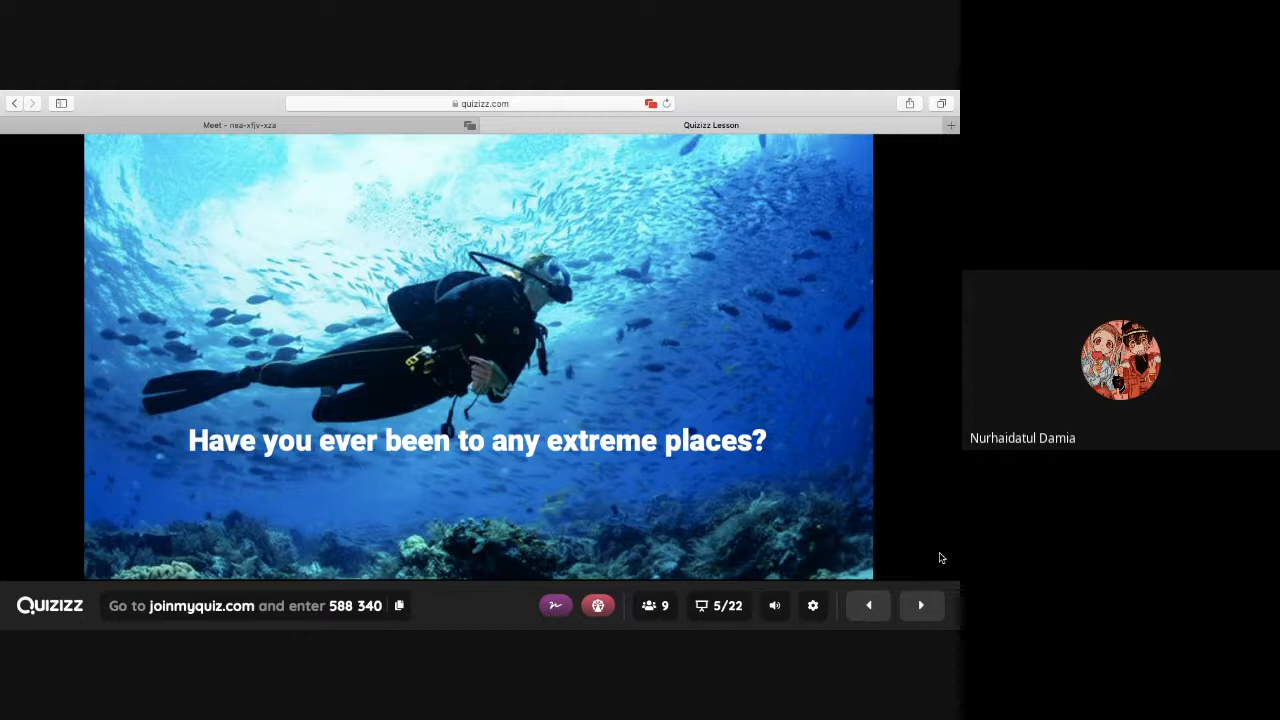 quizizz.com
Meet - nea-xfjv-xza
Quizizz Lesson
Have you ever been to any extreme places?
Nurhaidatul Damia
QUIZIZZ
Go to joinmyquiz.com and enter 588 340
9
5/22